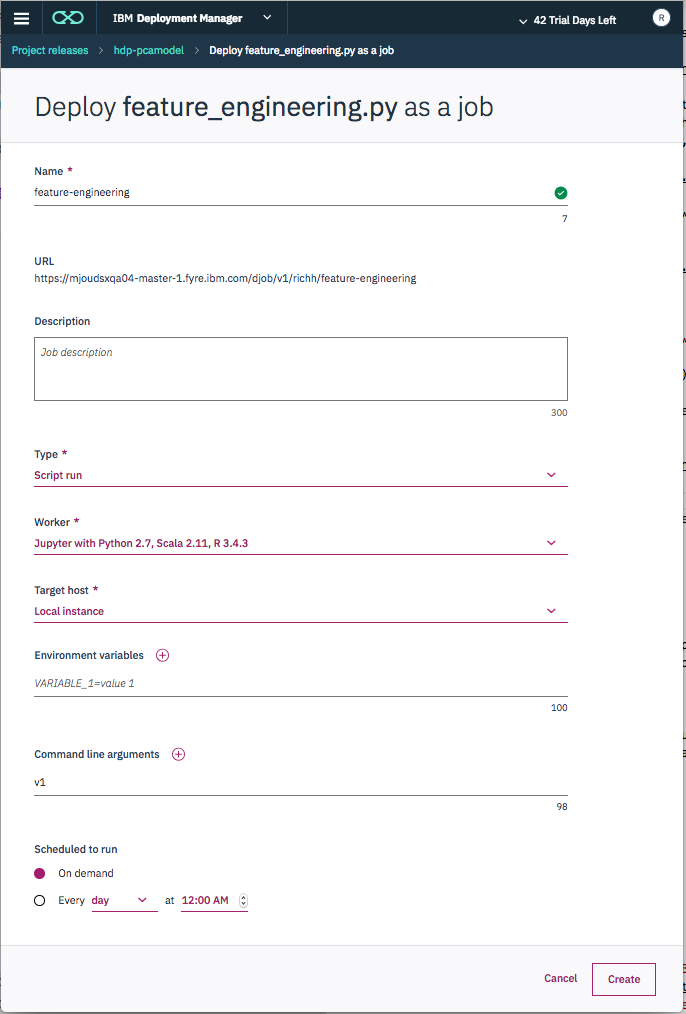 IBM Deployment Manager
42 Trial Days Left
R
Project releases > hdp-pcamodel > Deploy feature_engineering.py as a job
Deploy feature_engineering.py as a job
Name *
feature-engineering
7
URL
https://mjoudsxqa04-master-1.fyre.ibm.com/djob/v1/richh/feature-engineering
Description
Job description
300
Type *
Script run
Worker *
Jupyter with Python 2.7, Scala 2.11, R 3.4.3
Target host *
Local instance
Environment variables
VARIABLE_1=value 1
100
Command line arguments
v1
98
Scheduled to run
On demand
Every day at 12:00 AM
Cancel
Create